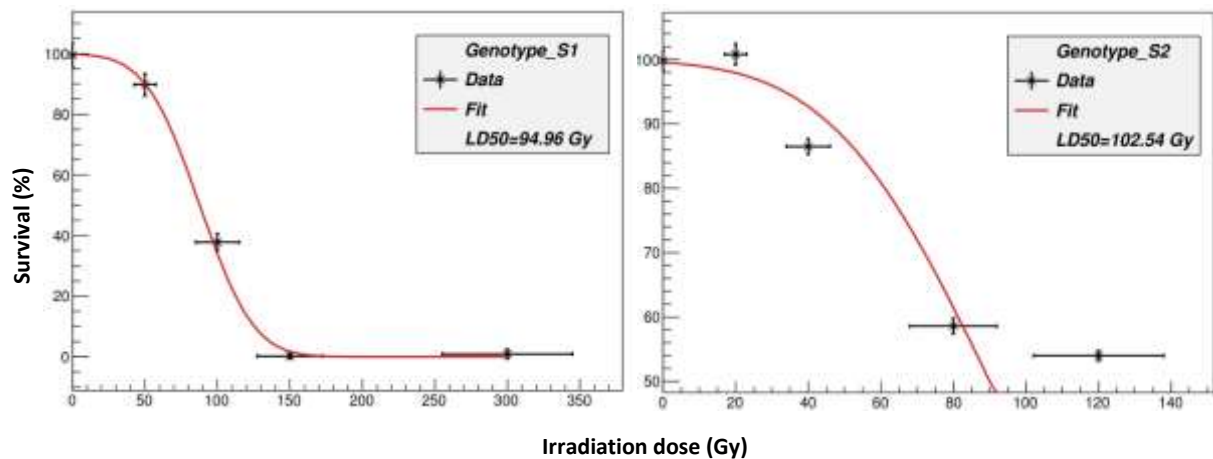 Survival (%)
100
80
60
40
20
0
0 50 100 150 200 250 300 350
Genotype_S1
Data
Fit
LD50=94.96 Gy
100
90
80
70
60
50
0 20 40 60 80 100 120 140
Genotype_S2
Data
Fit
LD50=102.54 Gy
Irradiation dose (Gy)